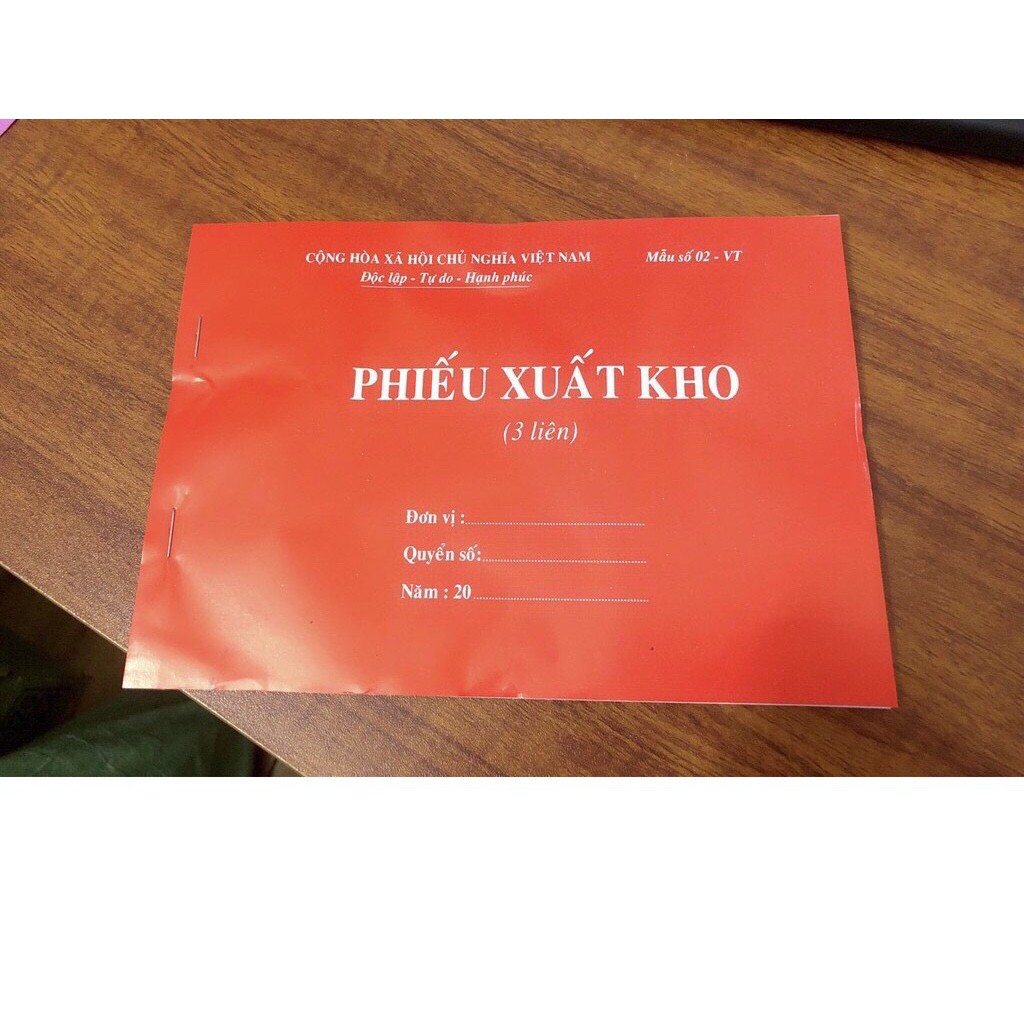 CỘNG HÒA XÃ HỘI CHỦ NGHĨA VIỆT NAM
Mẫu số 02 - VT
Độc lập - Tự do - Hạnh phúc
PHIẾU XUẤT KHO
(3 liên)
Đơn vị :
Quyển số:
Năm : 20